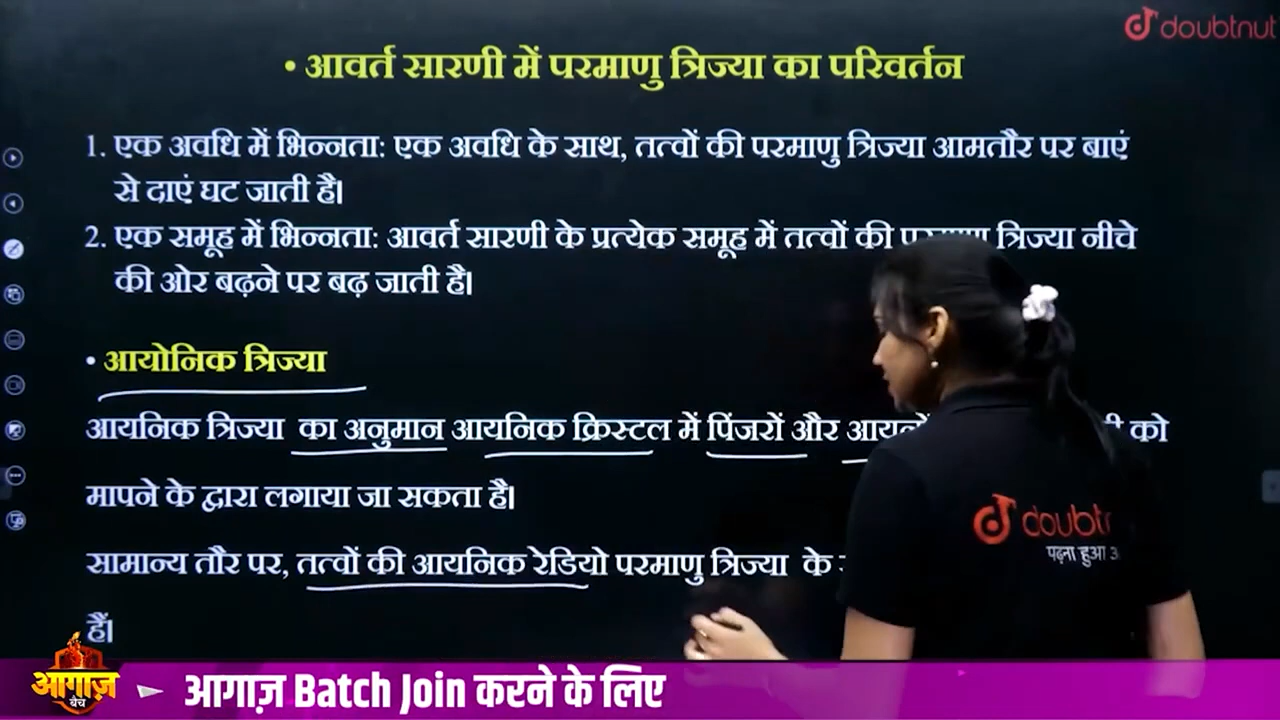 doubtnut
• आवर्त सारणी में परमाणु त्रिज्या का परिवर्तन
1. एक अवधि में भिन्नता: एक अवधि के साथ, तत्वों की परमाणु त्रिज्या आमतौर पर बाएं
से दाएं घट जाती है।
2. एक समूह में भिन्नता: आवर्त सारणी के प्रत्येक समूह में तत्वों की त्रिज्या नीचे
की ओर बढ़ने पर बढ़ जाती है।
• आयोनिक त्रिज्या
आयनिक त्रिज्या का अनुमान आयनिक क्रिस्टल में पिंजरों और को
मापने के द्वारा लगाया जा सकता है।
doubt
पढ़ना हुआ
सामान्य तौर पर, तत्वों की आयनिक रेडियो परमाणु त्रिज्या के
हैं।
आगाज़
बैच
आगाज़ Batch Join करने के लिए